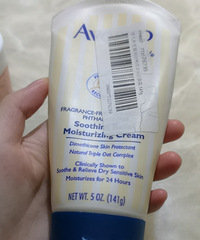 Av
FRAGRANCE-FR
PHTHA
Soothin
Moisturizing Cream
Dimethicone Skin Protectant
Natural Triple Oat Complex
Clinically Shown to
Soothe & Relieve Dry Sensitive Skin
Moisturizes for 24 Hours
NET WT. 5 OZ. (141g)